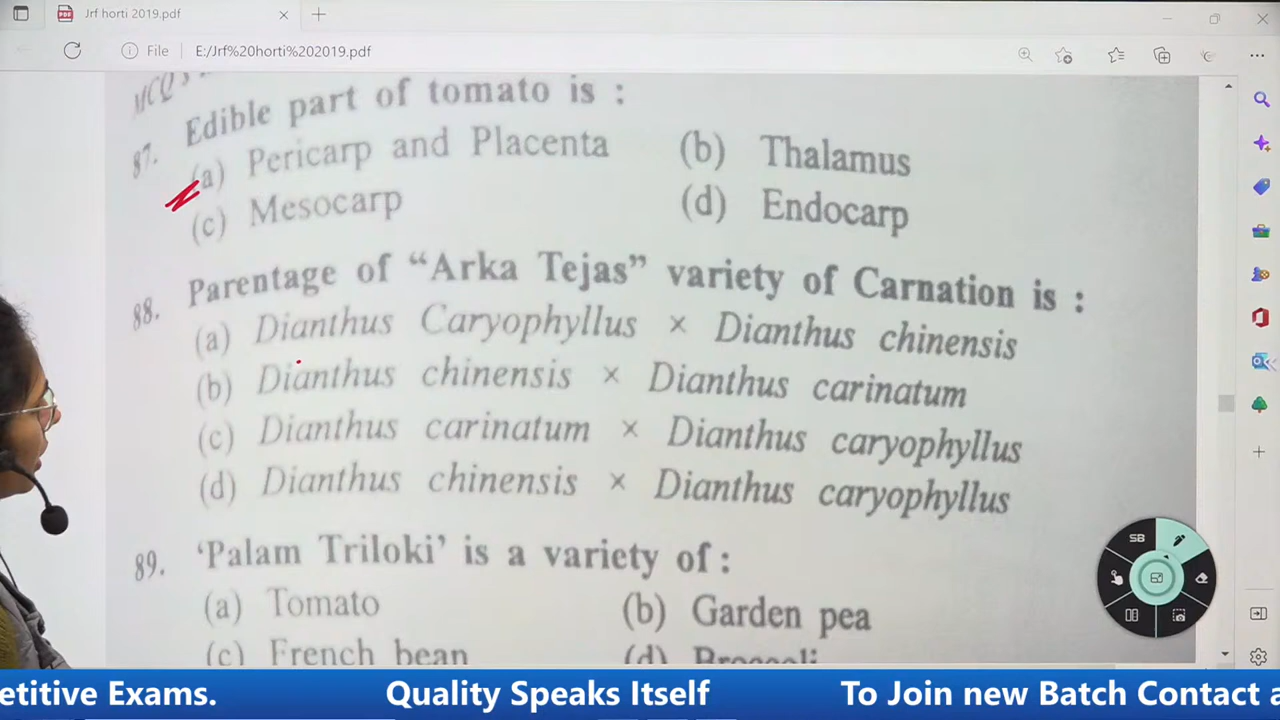 Jrf horti 2019.pdf
File E:/Jrf%20horti%202019.pdf
MCQ's
87. Edible part of tomato is :
(a) Pericarp and Placenta (b) Thalamus
(c) Mesocarp (d) Endocarp
88. Parentage of “Arka Tejas” variety of Carnation is :
(a) Dianthus Caryophyllus × Dianthus chinensis
(b) Dianthus chinensis × Dianthus carinatum
(c) Dianthus carinatum × Dianthus caryophyllus
(d) Dianthus chinensis × Dianthus caryophyllus
89. ‘Palam Triloki’ is a variety of :
(a) Tomato (b) Garden pea
(c) French bean (d) Broccoli
SB
etitive Exams. Quality Speaks Itself To Join new Batch Contact a